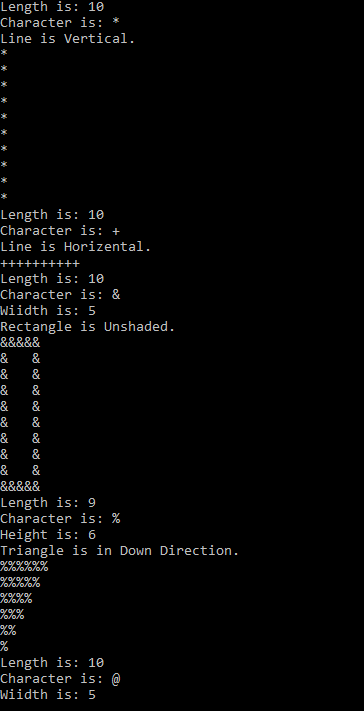 Length is: 10
Character is: *
Line is Vertical.
*
*
*
*
*
*
*
*
*
*
Length is: 10
Character is: +
Line is Horizental.
++++++++++
Length is: 10
Character is: &
Wiidth is: 5
Rectangle is Unshaded.
&&&&&
&   &
&   &
&   &
&   &
&   &
&   &
&   &
&   &
&&&&&
Length is: 9
Character is: %
Height is: 6
Triangle is in Down Direction.
%%%%%%
%%%%%
%%%%
%%%
%%
%
Length is: 10
Character is: @
Wiidth is: 5